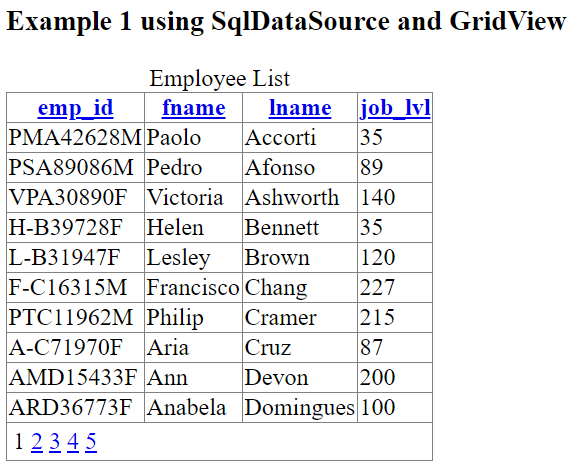 Example 1 using SqlDataSource and GridView
Employee List
emp_id fname lname job_lvl
PMA42628M Paolo Accorti 35
PSA89086M Pedro Afonso 89
VPA30890F Victoria Ashworth 140
H-B39728F Helen Bennett 35
L-B31947F Lesley Brown 120
F-C16315M Francisco Chang 227
PTC11962M Philip Cramer 215
A-C71970F Aria Cruz 87
AMD15433F Ann Devon 200
ARD36773F Anabela Domingues 100
1 2 3 4 5